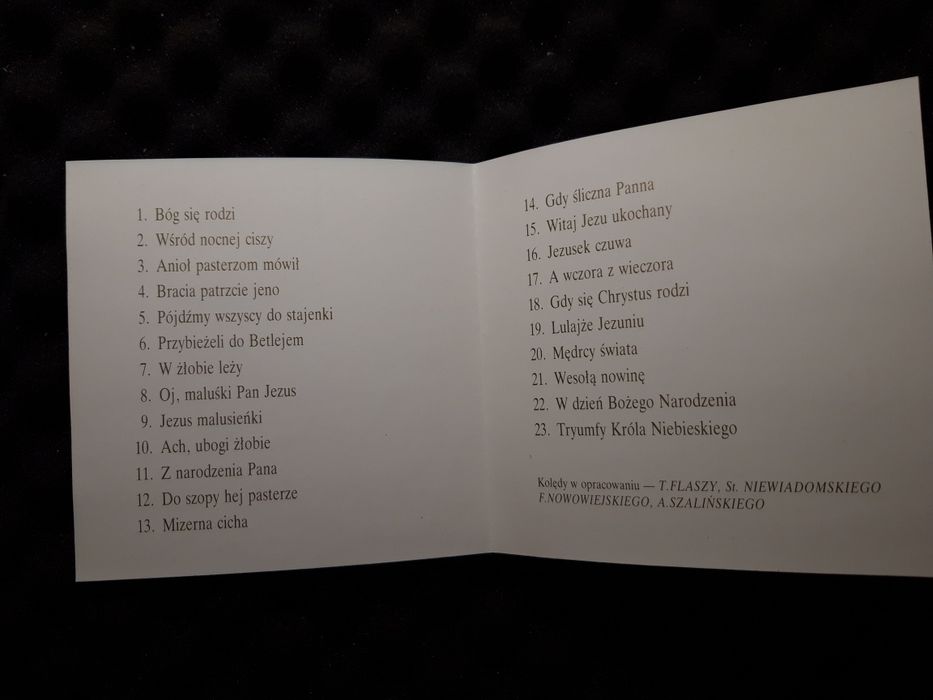 1. Bóg się rodzi
2. Wśród nocnej ciszy
3. Anioł pasterzom mówił
4. Bracia patrzcie jeno
5. Pójdźmy wszyscy do stajenki
6. Przybieżeli do Betlejem
7. W żłobie leży
8. Oj, maluśki Pan Jezus
9. Jezus malusieńki
10. Ach, ubogi żłobie
11. Z narodzenia Pana
12. Do szopy hej pasterze
13. Mizerna cicha
14. Gdy śliczna Panna
15. Witaj Jezu ukochany
16. Jezusek czuwa
17. A wczora z wieczora
18. Gdy się Chrystus rodzi
19. Lulajże Jezuniu
20. Mędrcy świata
21. Wesołą nowinę
22. W dzień Bożego Narodzenia
23. Tryumfy Króla Niebieskiego
Kolędy w opracowaniu — T.FLASZY, St. NIEWIADOMSKIEGO
F.NOWOWIEJSKIEGO, A.SZALIŃSKIEGO